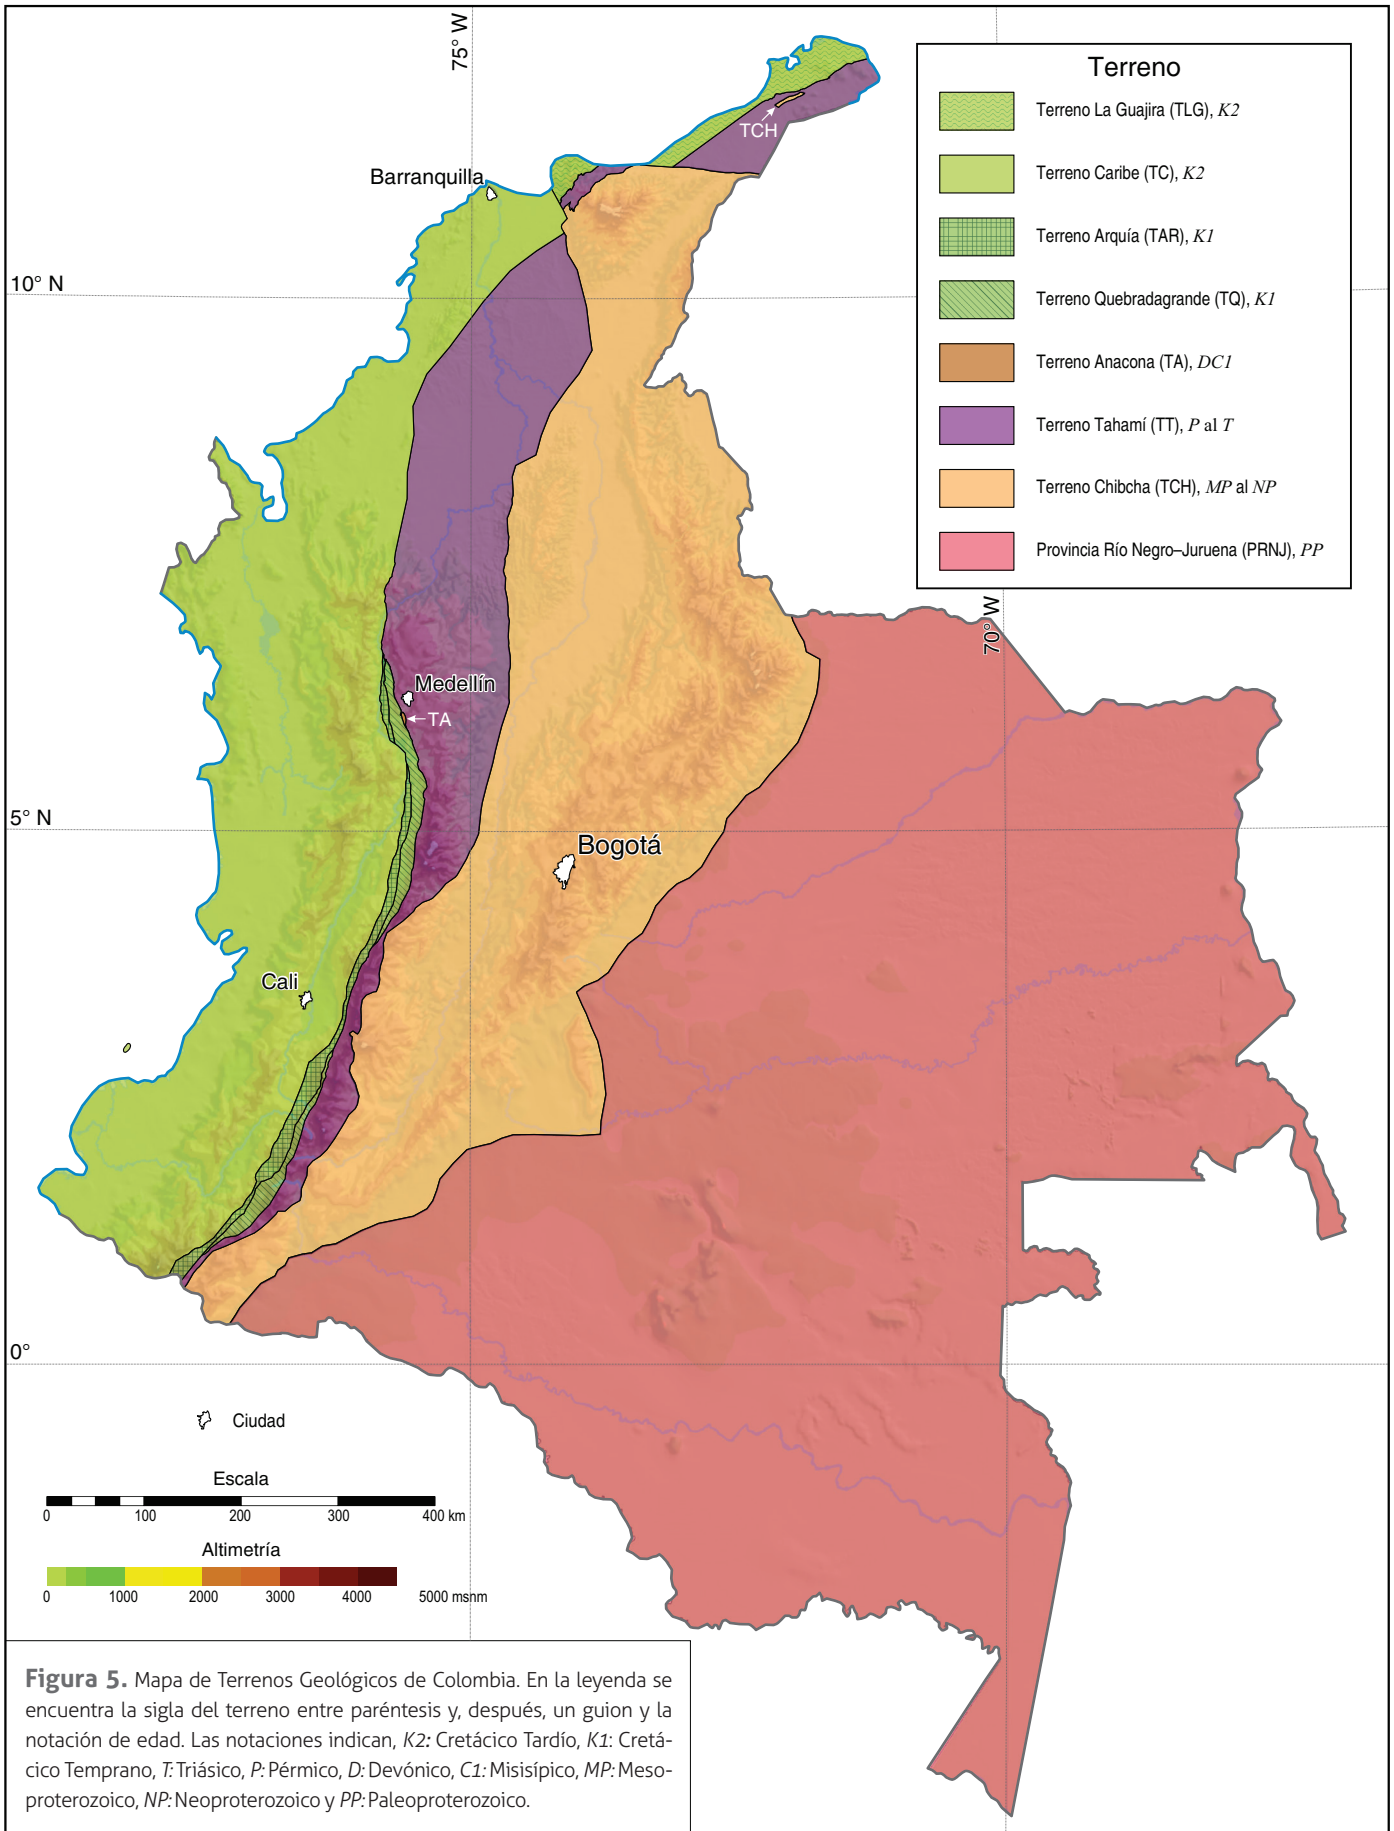 75° W
Terreno
Terreno La Guajira (TLG), K2
Terreno Caribe (TC), K2
Terreno Arquía (TAR), K1
Terreno Quebradagrande (TQ), K1
Terreno Anacona (TA), DC1
Terreno Tahamí (TT), P al T
Terreno Chibcha (TCH), MP al NP
Provincia Río Negro–Juruena (PRNJ), PP
TCH
Barranquilla
10° N
70° W
Medellín
TA
5° N
Bogotá
Cali
0°
Ciudad
Escala
0 100 200 300 400 km
Altimetría
0 1000 2000 3000 4000 5000 msnm
Figura 5. Mapa de Terrenos Geológicos de Colombia. En la leyenda se
encuentra la sigla del terreno entre paréntesis y, después, un guion y la
notación de edad. Las notaciones indican, K2: Cretácico Tardío, K1: Cretá-
cico Temprano, T: Triásico, P: Pérmico, D: Devónico, C1: Misisípico, MP: Meso-
proterozoico, NP: Neoproterozoico y PP: Paleoproterozoico.